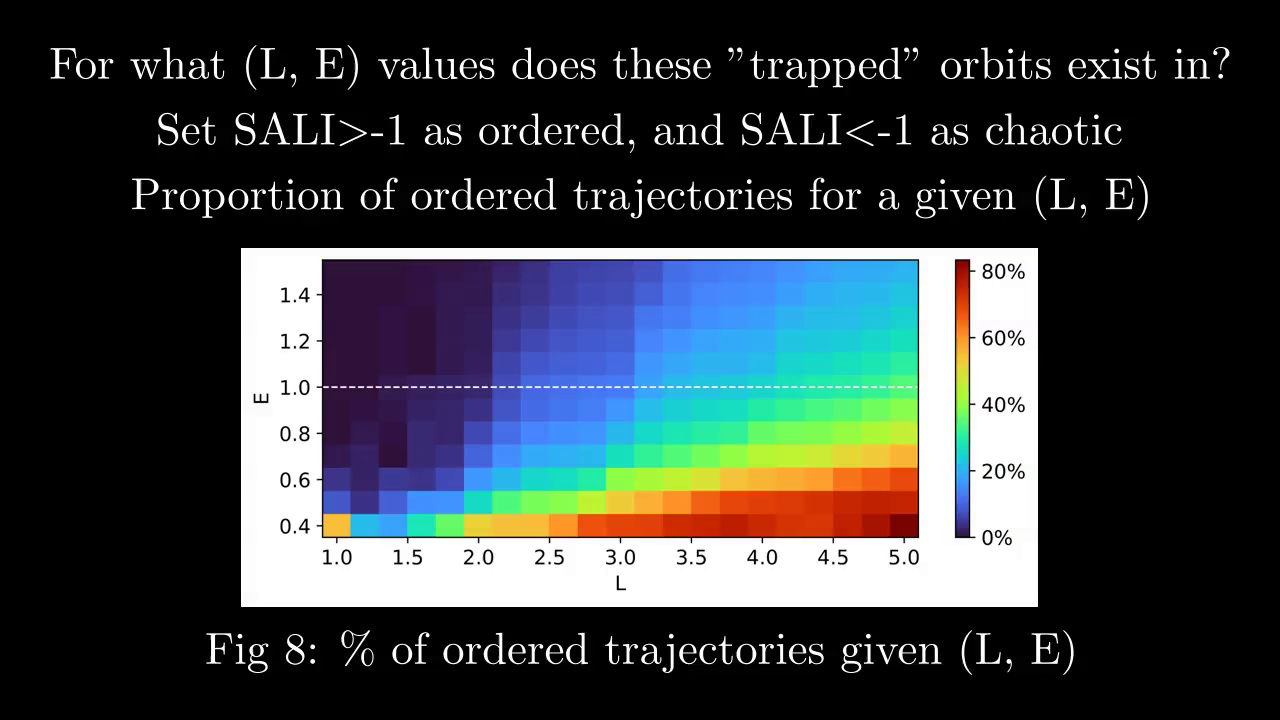 For what (L, E) values does these ”trapped” orbits exist in?
Set SALI>-1 as ordered, and SALI<-1 as chaotic
Proportion of ordered trajectories for a given (L, E)
1.4
1.2
1.0
0.8
0.6
0.4
E
1.0 1.5 2.0 2.5 3.0 3.5 4.0 4.5 5.0
L
80%
60%
40%
20%
0%
Fig 8: % of ordered trajectories given (L, E)